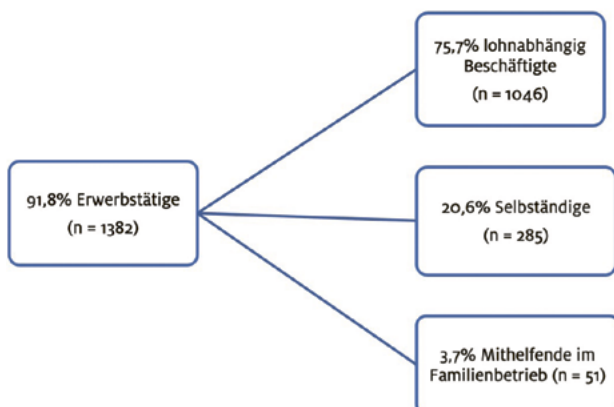 75,7% lohnabhängig
Beschäftigte
(n = 1046)
91,8% Erwerbstätige
(n = 1382)
20,6% Selbständige
(n = 285)
3,7% Mithelfende im
Familienbetrieb (n = 51)